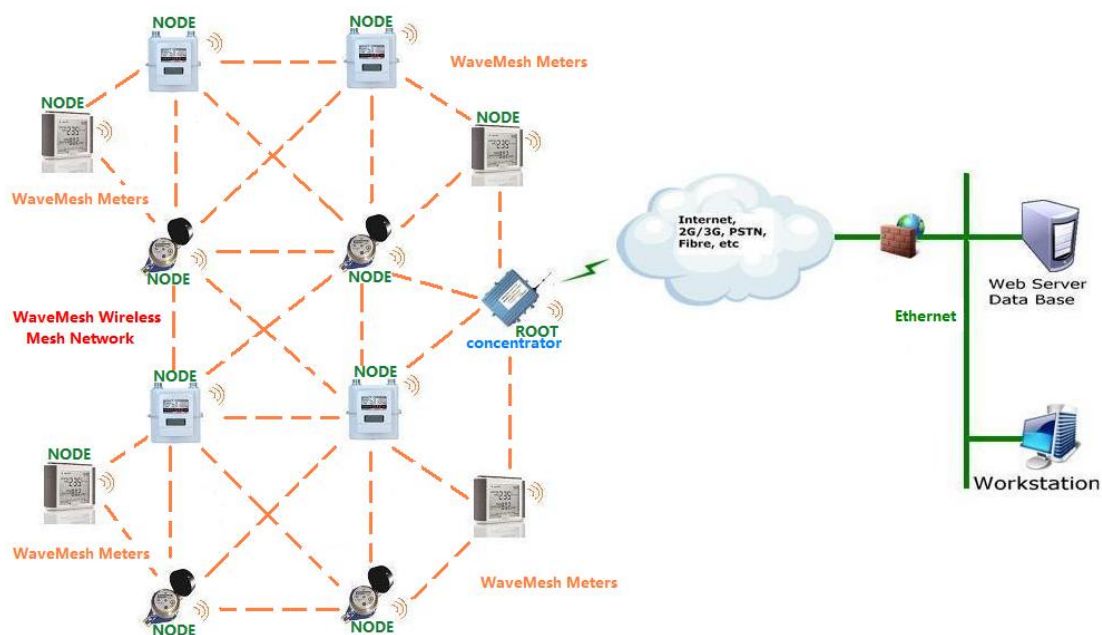 NODE
NODE
WaveMesh Meters
NODE
NODE
WaveMesh Meters
NODE
NODE
Internet,
2G/3G, PSTN,
Fibre, etc
Web Server
Data Base
Ethernet
WaveMesh Wireless
Mesh Network
ROOT
concentrator
NODE
NODE
NODE
Workstation
WaveMesh Meters
WaveMesh Meters
NODE
NODE